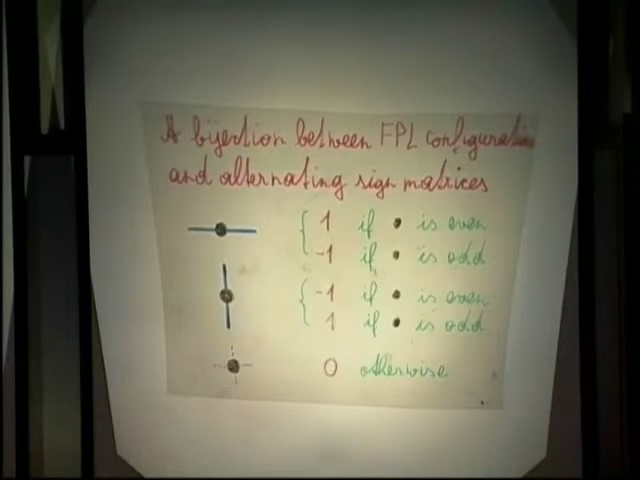 A bijection between FPL configurations
and alternating sign matrices
1 if • is even
-1 if • is odd
-1 if • is even
1 if • is odd
0 otherwise